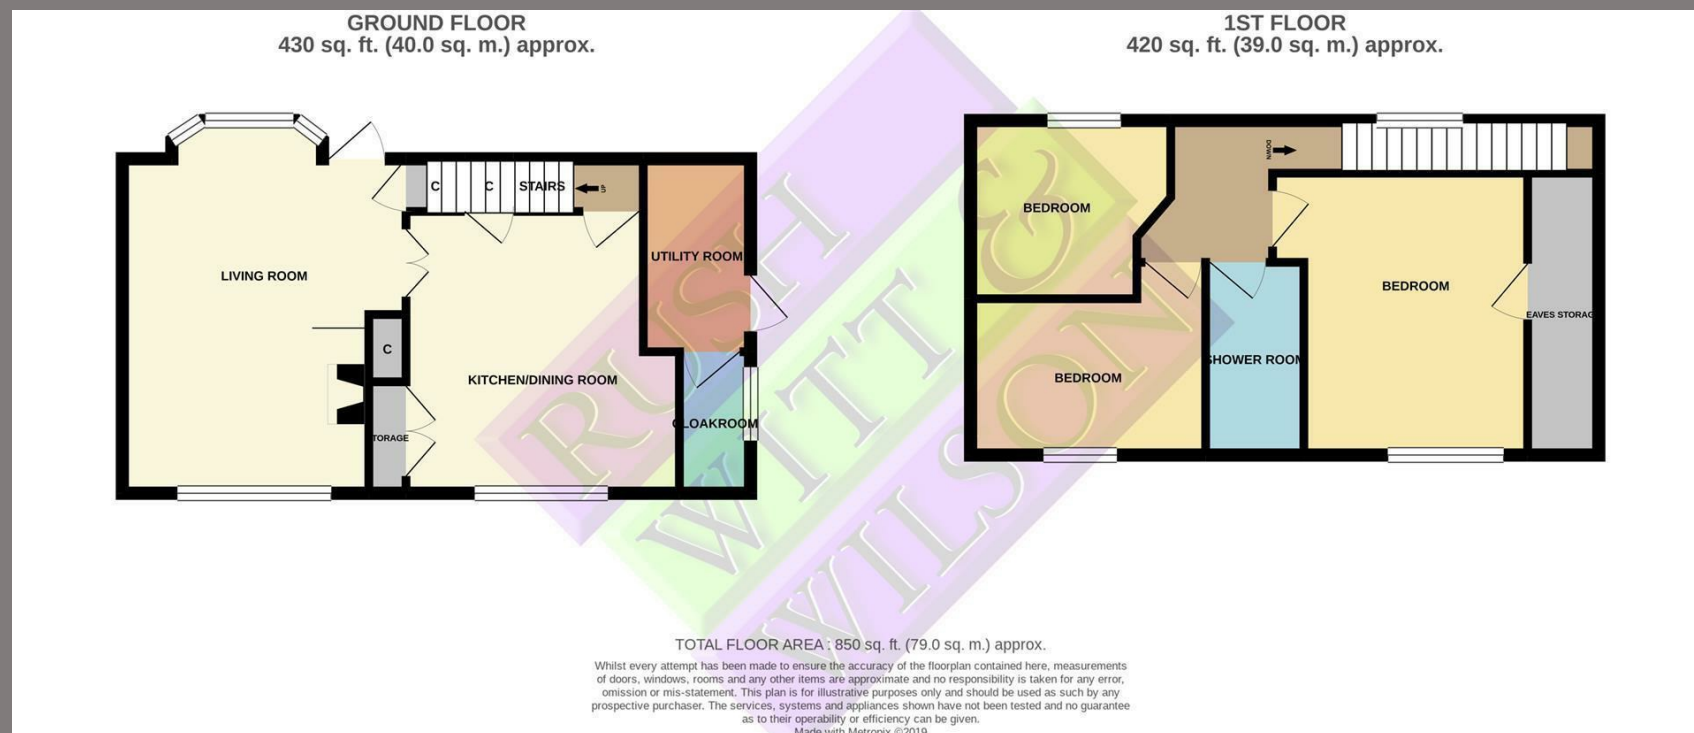 GROUND FLOOR
430 sq. ft. (40.0 sq. m.) approx.
1ST FLOOR
420 sq. ft. (39.0 sq. m.) approx.
C
C
STAIRS
UP
UTILITY ROOM
LIVING ROOM
C
KITCHEN/DINING ROOM
TORAGE
CLOAKROOM
DOWN
BEDROOM
BEDROOM
EAVES STORAG
SHOWER ROOM
BEDROOM
RUSH
WITT &
WILSON
TOTAL FLOOR AREA : 850 sq. ft. (79.0 sq. m.) approx.
Whilst every attempt has been made to ensure the accuracy of the floorplan contained here, measurements
of doors, windows, rooms and any other items are approximate and no responsibility is taken for any error,
omission or mis-statement. This plan is for illustrative purposes only and should be used as such by any
prospective purchaser. The services, systems and appliances shown have not been tested and no guarantee
as to their operability or efficiency can be given.
Made with Metropix ©2019